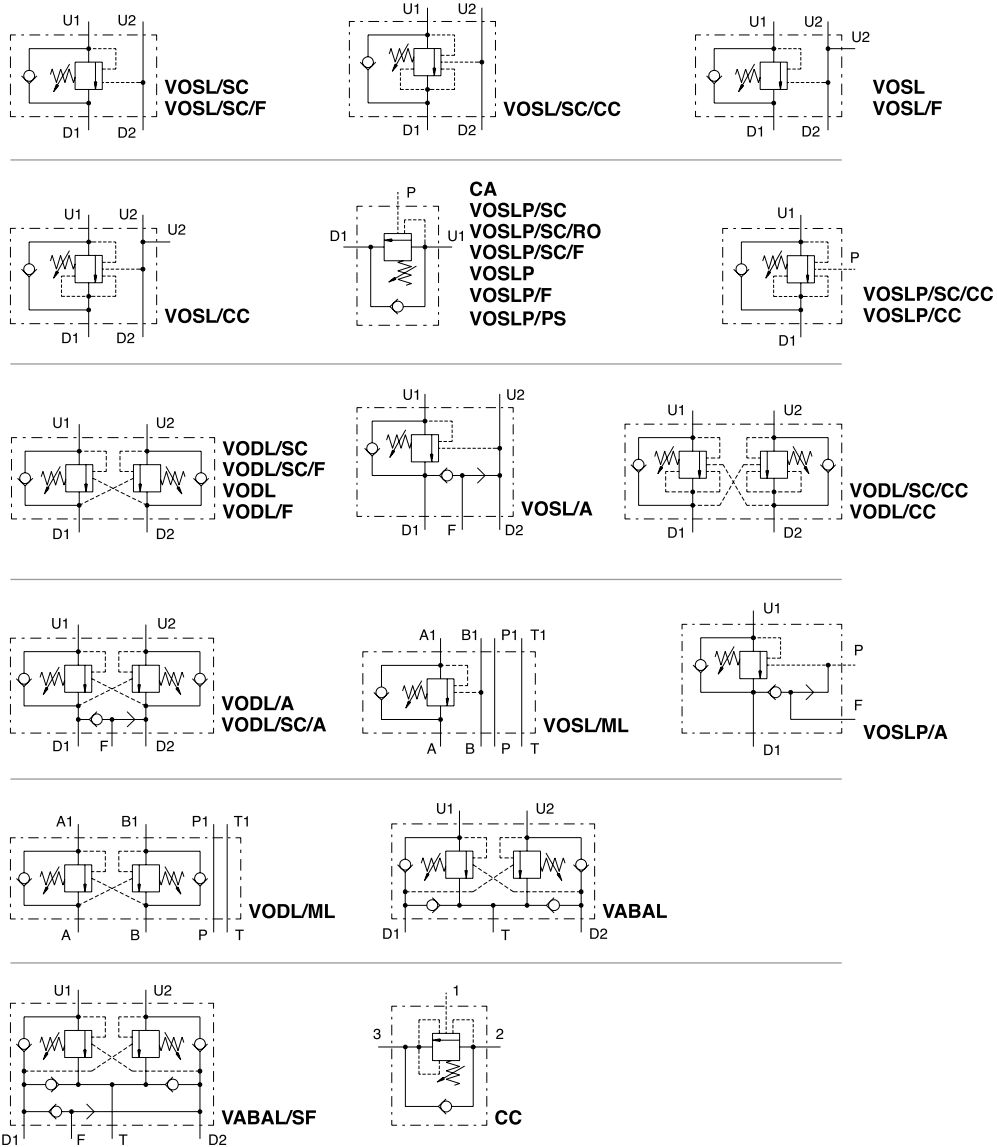 U1 U2
VOSL/SC
VOSL/SC/F
D1 D2
U1 U2
VOSL/SC/CC
D1 D2
U1 U2
U2
VOSL
VOSL/F
D1 D2
U1 U2
U2
VOSL/CC
D1 D2
P
D1 U1
CA
VOSLP/SC
VOSLP/SC/RO
VOSLP/SC/F
VOSLP
VOSLP/F
VOSLP/PS
U1
P
VOSLP/SC/CC
VOSLP/CC
D1
U1 U2
VODL/SC
VODL/SC/F
VODL
VODL/F
D1 D2
U1 U2
VOSL/A
D1 F D2
U1 U2
VODL/SC/CC
VODL/CC
D1 D2
U1 U2
VODL/A
VODL/SC/A
D1 F D2
A1 B1 P1 T1
VOSL/ML
A B P T
U1
P
F
VOSLP/A
D1
A1 B1 P1 T1
VODL/ML
A B P T
U1 U2
VABAL
D1 T D2
U1 U2
VABAL/SF
D1 F T D2
1
3 2
CC